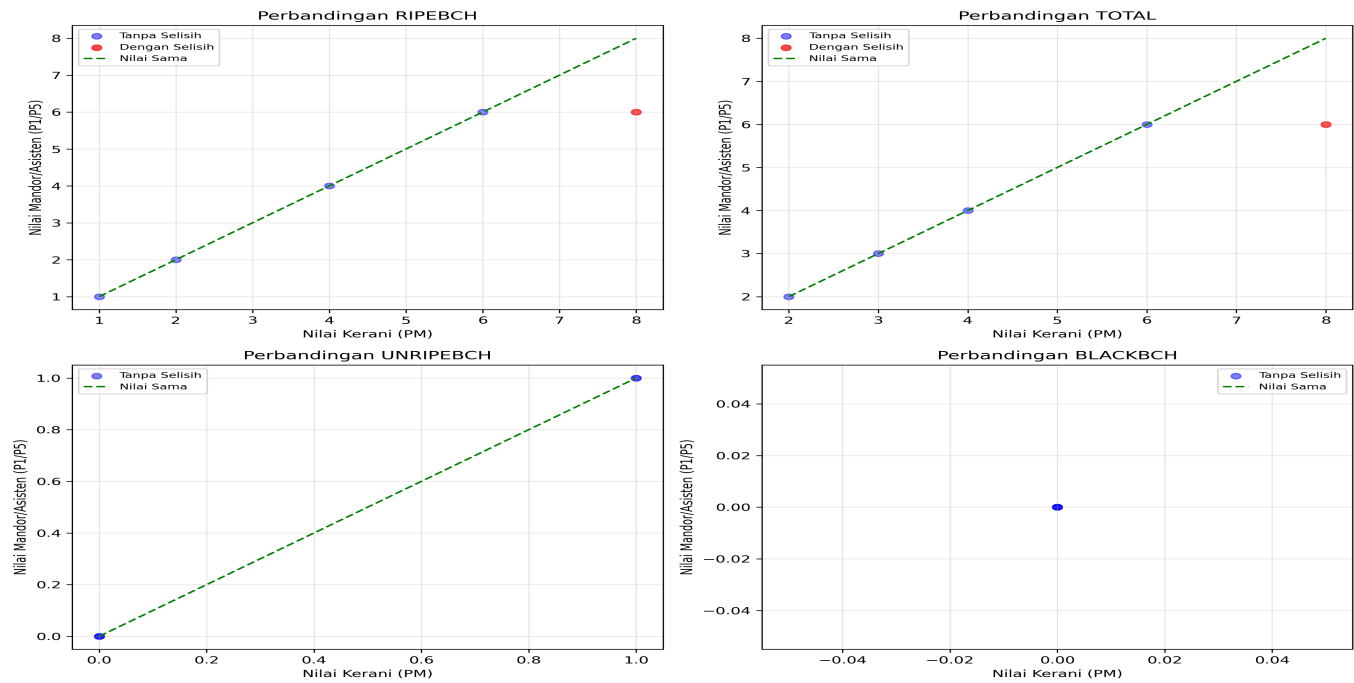 Perbandingan RIPEBCH
Tanpa Selisih
Dengan Selisih
Nilai Sama
8
7
6
5
4
3
2
1
Nilai Mandor/Asisten (P1/P5)
1 2 3 4 5 6 7 8
Nilai Kerani (PM)
Perbandingan TOTAL
Tanpa Selisih
Dengan Selisih
Nilai Sama
8
7
6
5
4
3
2
Nilai Mandor/Asisten (P1/P5)
2 3 4 5 6 7 8
Nilai Kerani (PM)
Perbandingan UNRIPEBCH
Tanpa Selisih
Nilai Sama
1.0
0.8
0.6
0.4
0.2
0.0
Nilai Mandor/Asisten (P1/P5)
0.0 0.2 0.4 0.6 0.8 1.0
Nilai Kerani (PM)
Perbandingan BLACKBCH
Tanpa Selisih
Nilai Sama
0.04
0.02
0.00
−0.02
−0.04
Nilai Mandor/Asisten (P1/P5)
−0.04 −0.02 0.00 0.02 0.04
Nilai Kerani (PM)